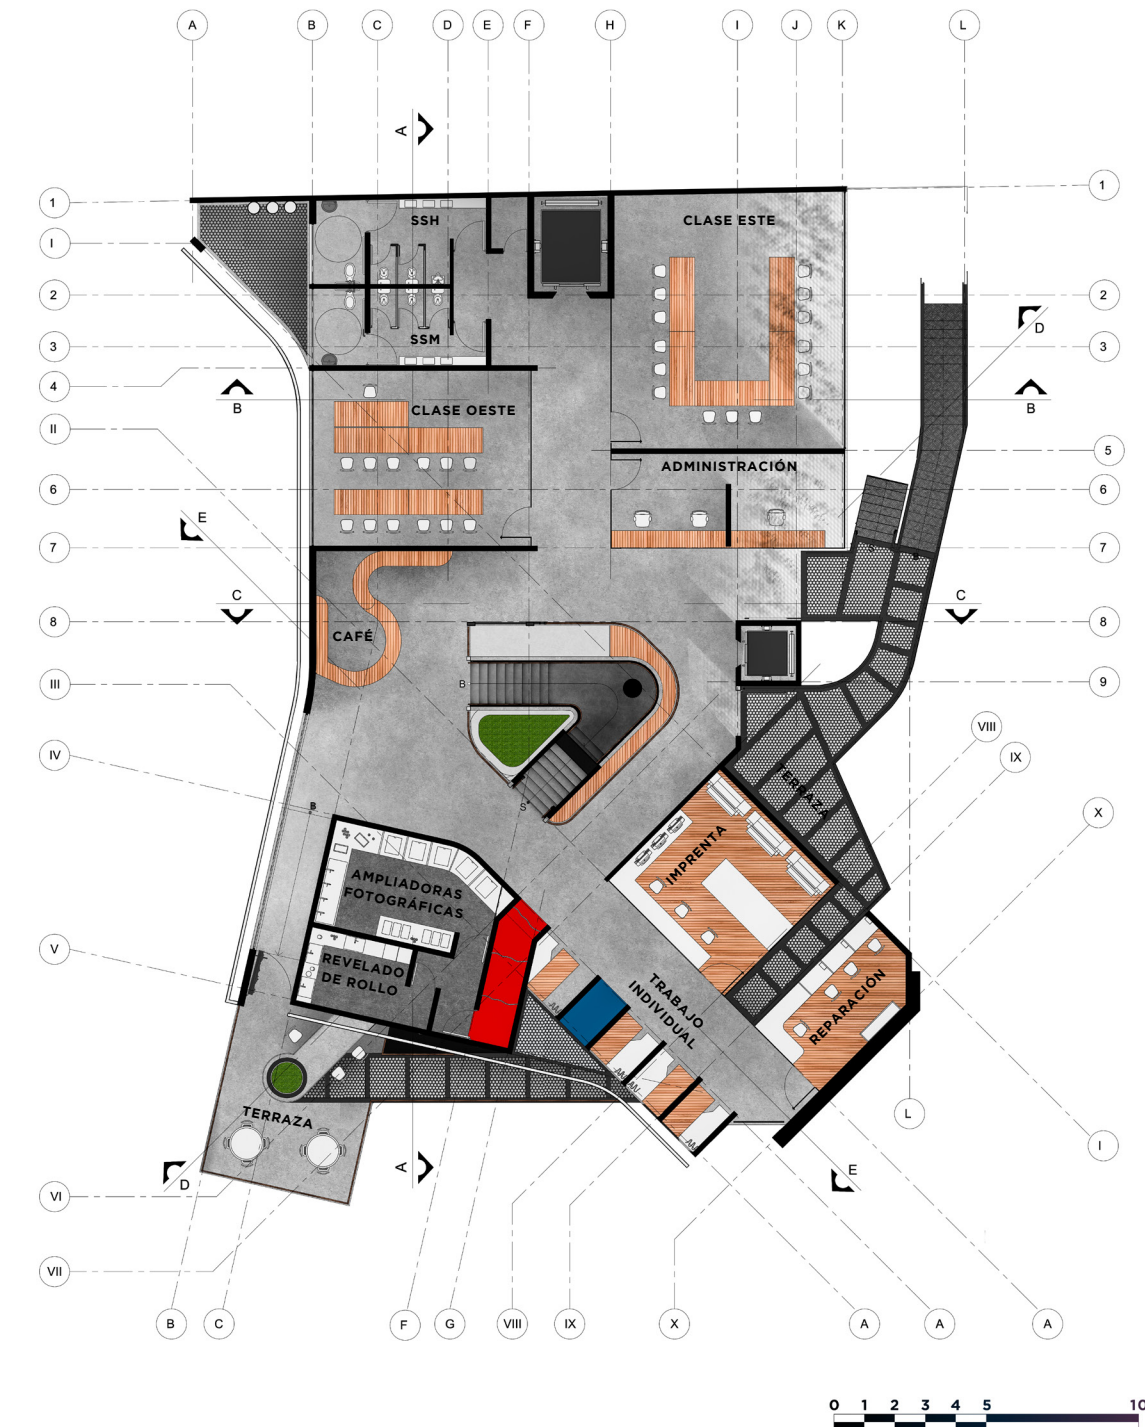 A B C D E F H I J K L
A
1 1
SSH CLASE ESTE
I
2 2
D
3 SSM 3
4
B B
CLASE OESTE
II
5
ADMINISTRACIÓN
6 6
E
7 7
C C
8 8
CAFÉ
III
B
9
VIII
IV
IX
TERRAZA
B
S
X
IMPRENTA
AMPLIADORAS
FOTOGRÁFICAS
V
REVELADO
DE ROLLO
TRABAJO
INDIVIDUAL
REPARACIÓN
TERRAZA
L
I
A
E
D
VI
VII
B C F G VIII IX X A A A
0 1 2 3 4 5 10